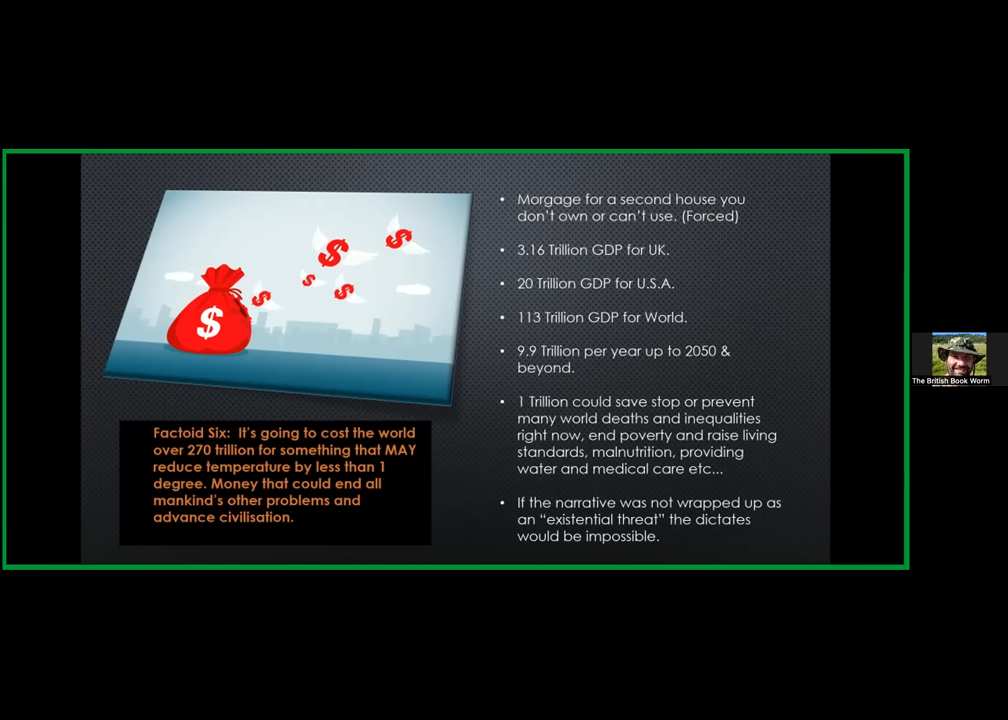 $
$
$
$
$
$
Factoid Six: It's going to cost the world
over 270 trillion for something that MAY
reduce temperature by less than 1
degree. Money that could end all
mankind's other problems and
advance civilisation.
• Morgage for a second house you
don't own or can't use. (Forced)
• 3.16 Trillion GDP for UK.
• 20 Trillion GDP for U.S.A.
• 113 Trillion GDP for World.
• 9.9 Trillion per year up to 2050 &
beyond.
• 1 Trillion could save stop or prevent
many world deaths and inequalities
right now, end poverty and raise living
standards, malnutrition, providing
water and medical care etc...
• If the narrative was not wrapped up as
an “existential threat” the dictates
would be impossible.
The British Book Worm